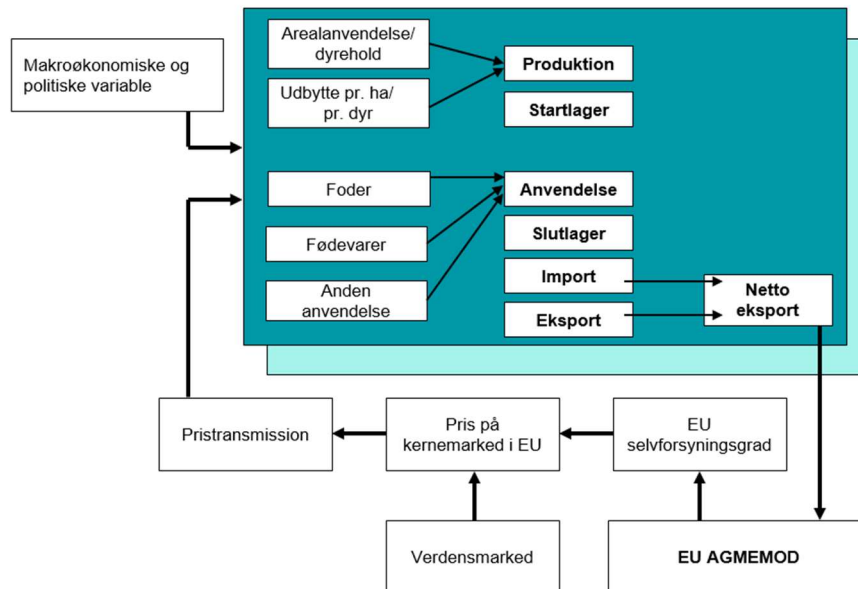 Makroøkonomiske og
politiske variable
Arealanvendelse/
dyrehold
Udbytte pr. ha/
pr. dyr
Produktion
Startlager
Foder
Fødevarer
Anden
anvendelse
Anvendelse
Slutlager
Import
Eksport
Netto
eksport
Pristransmission
Pris på
kernemarked i EU
EU
selvforsyningsgrad
Verdensmarked
EU AGMEMOD